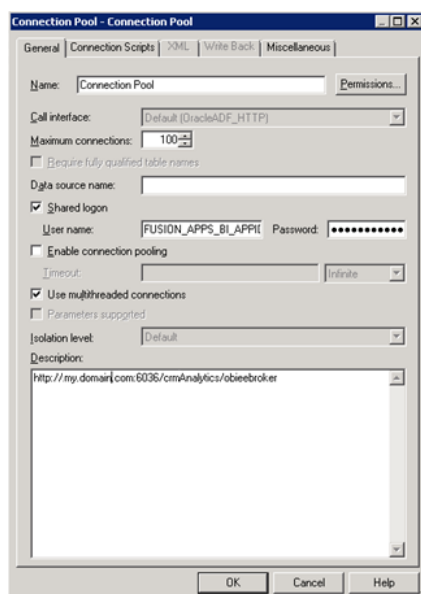 Connection Pool - Connection Pool
General Connection Scripts XML Write Back Miscellaneous
Name: Connection Pool Permissions...
Call interface: Default (OracleADF_HTTP)
Maximum connections: 100
Require fully qualified table names
Data source name:
Shared logon
User name: FUSION_APPS_BI_APPID Password: ●●●●●●●●●●●
Enable connection pooling
Timeout: Infinite
Use multithreaded connections
Parameters supported
Isolation level: Default
Description:
http://my.domain.com:6036/crmAnalytics/obieebroker
OK Cancel Help